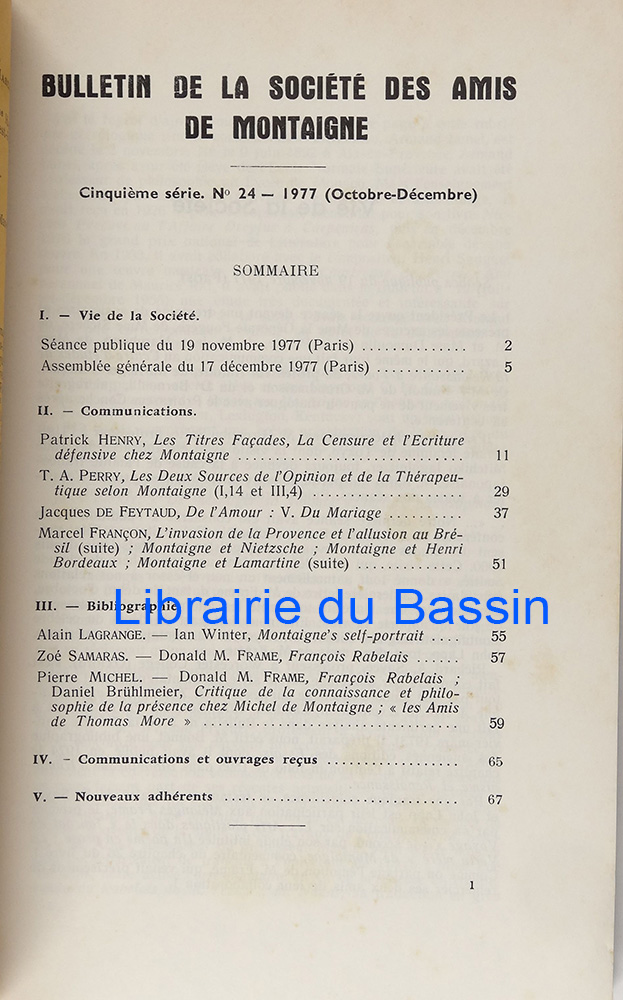 BULLETIN DE LA SOCIÉTÉ DES AMIS
DE MONTAIGNE
Cinquième série. Nº 24 — 1977 (Octobre-Décembre)
SOMMAIRE
I. — Vie de la Société.
Séance publique du 19 novembre 1977 (Paris) .............. 2
Assemblée générale du 17 décembre 1977 (Paris) ............ 5
II. — Communications.
Patrick HENRY, Les Titres Façades, La Censure et l'Ecriture
défensive chez Montaigne .............................. 11
T. A. PERRY, Les Deux Sources de l'Opinion et de la Thérapeu-
tique selon Montaigne (I,14 et III,4) .................... 29
Jacques DE FEYTAUD, De l'Amour : V. Du Mariage .......... 37
Marcel FRANÇON, L'invasion de la Provence et l'allusion au Bré-
sil (suite) ; Montaigne et Nietzsche ; Montaigne et Henri
Bordeaux ; Montaigne et Lamartine (suite) .............. 51
III. — Bibliographie.
Librairie du Bassin
Alain LAGRANGE. — Ian Winter, Montaigne's self-portrait .... 55
Zoé SAMARAS. — Donald M. FRAME, François Rabelais ...... 57
Pierre MICHEL. — Donald M. FRAME, François Rabelais ;
Daniel Brühlmeier, Critique de la connaissance et philo-
sophie de la présence chez Michel de Montaigne ; « les Amis
de Thomas More » .................................. 59
IV. - Communications et ouvrages reçus .................. 65
V. — Nouveaux adhérents ................................ 67
1